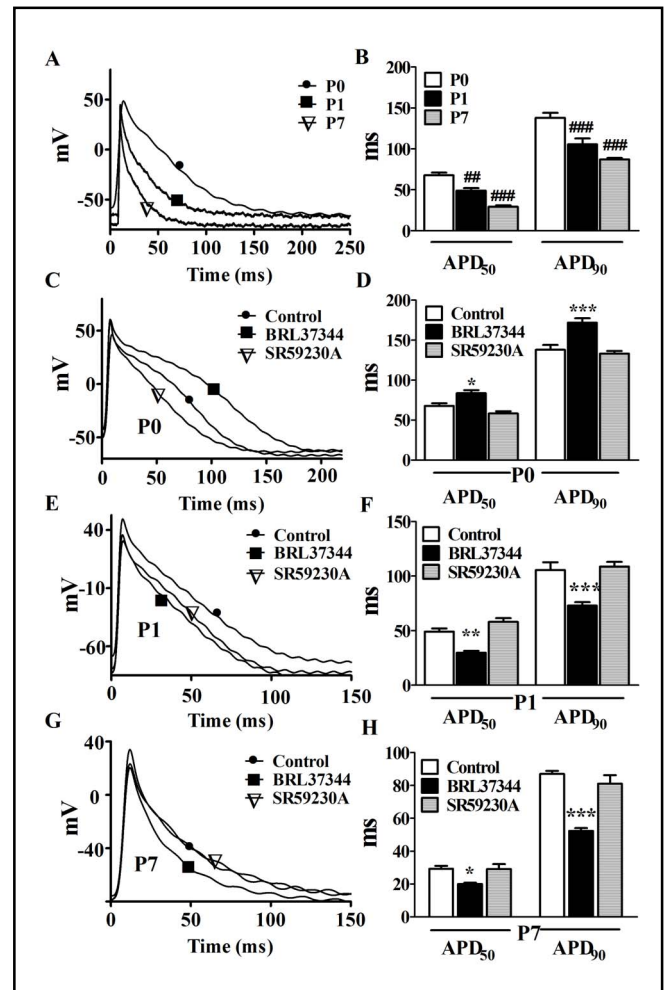 A
P0
P1
P7
mV
50
0
-50
0 50 100 150 200 250
Time (ms)
B
P0
P1
P7
ms
200
150
100
50
0
## ### ### ###
APD50 APD90
C
Control
BRL37344
SR59230A
mV
50
0
-50
P0
0 50 100 150 200
Time (ms)
D
Control
BRL37344
SR59230A
ms
200
150
100
50
0
* ***
P0
APD50 APD90
E
Control
BRL37344
SR59230A
mV
40
-10
-60
P1
0 50 100 150
Time (ms)
F
Control
BRL37344
SR59230A
ms
150
100
50
0
** ***
P1
APD50 APD90
G
Control
BRL37344
SR59230A
mV
40
0
-40
P7
0 50 100 150
Time (ms)
H
Control
BRL37344
SR59230A
ms
100
80
60
40
20
0
* ***
P7
APD50 APD90